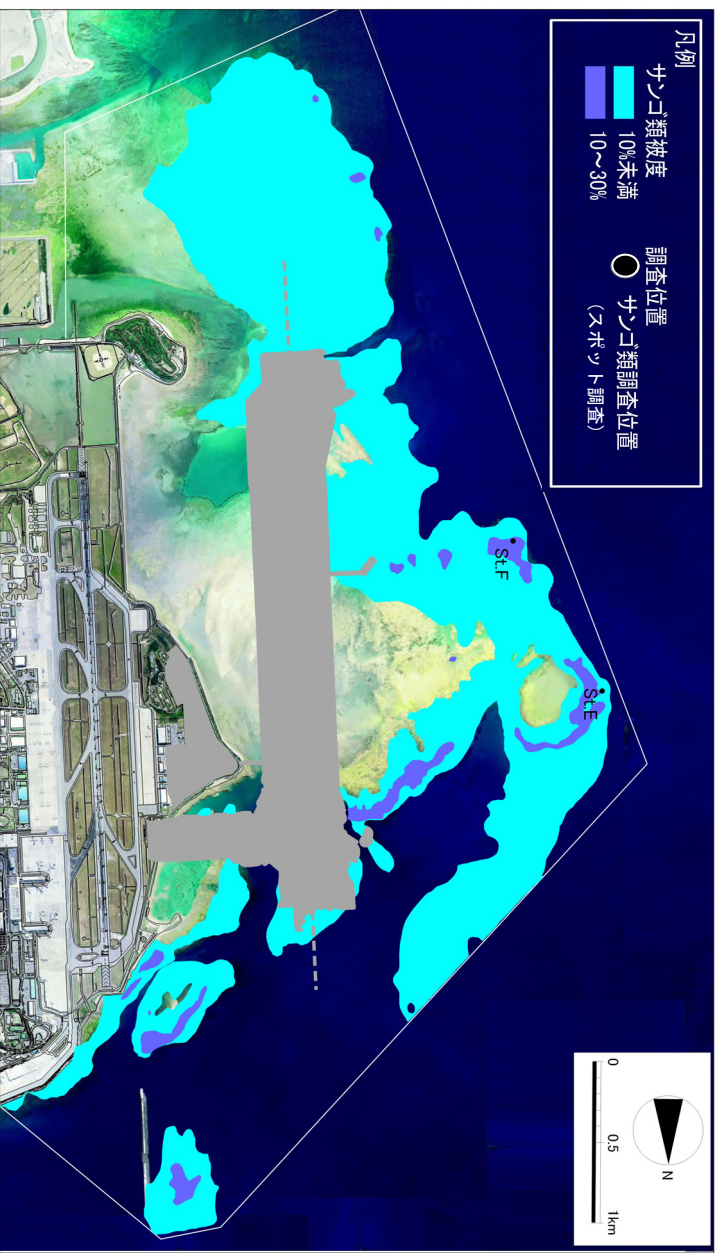 凡例
サンゴ類被度
10%未満
10～30%
調査位置
サンゴ類調査位置
（スポット調査）
St.F
St.E
N
0 0.5 1km